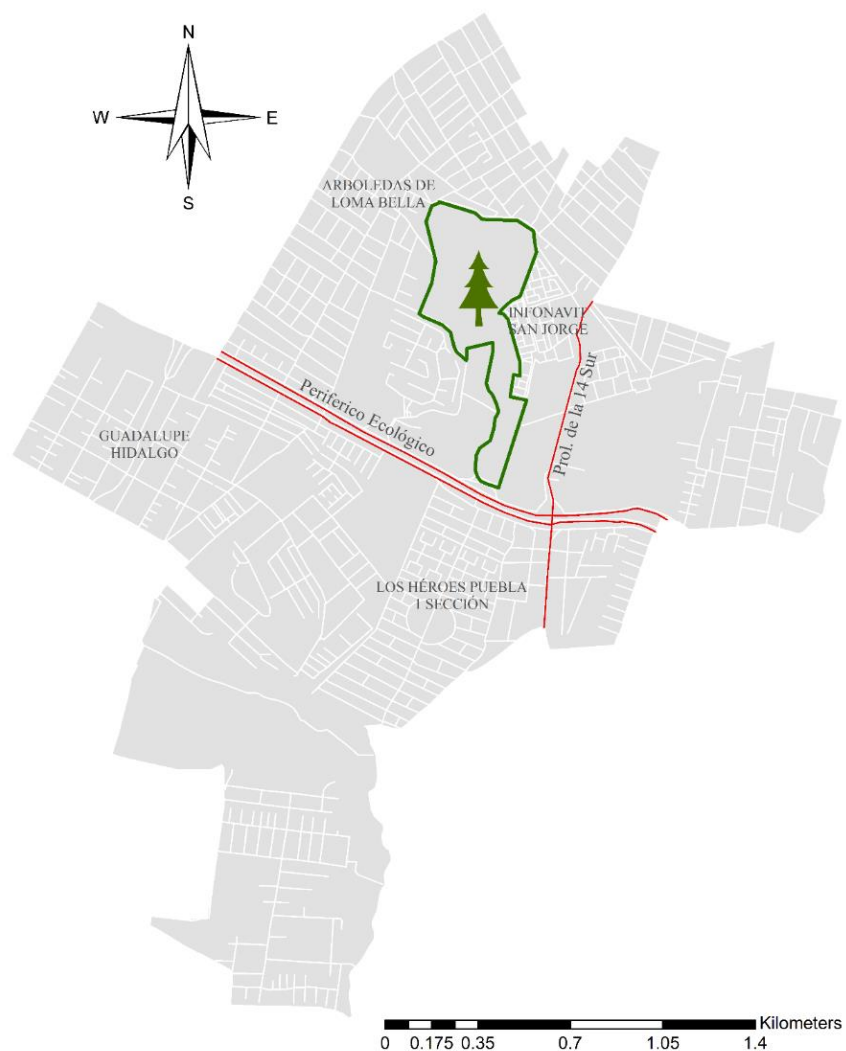 N
W
E
S
ARBOLEDAS DE
LOMA BELLA
INFONAVIT
SAN JORGE
Periferico Ecológico
Prol. de la 14 Sur
GUADALUPE
HIDALGO
LOS HÉROES PUEBLA
I SECCIÓN
Kilometers
0 0.175 0.35 0.7 1.05 1.4